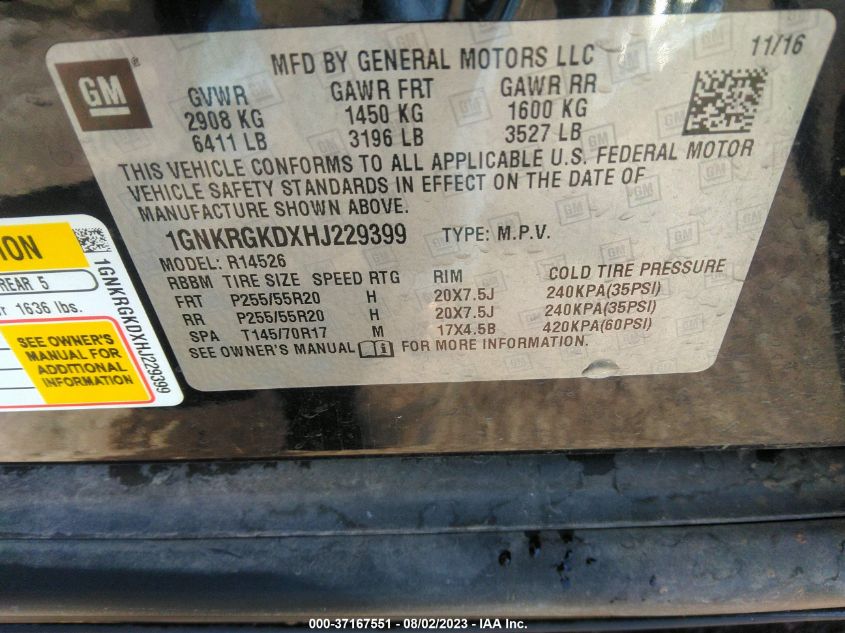 GM
MFD BY GENERAL MOTORS LLC
11/16
GVWR GAWR FRT GAWR RR
2908 KG 1450 KG 1600 KG
6411 LB 3196 LB 3527 LB
THIS VEHICLE CONFORMS TO ALL APPLICABLE U.S. FEDERAL MOTOR
VEHICLE SAFETY STANDARDS IN EFFECT ON THE DATE OF
MANUFACTURE SHOWN ABOVE.
1GNKRGKDXHJ229399 TYPE: M.P.V.
MODEL: R14526
RBBM TIRE SIZE SPEED RTG RIM COLD TIRE PRESSURE
FRT P255/55R20 H 20X7.5J 240KPA(35PSI)
RR P255/55R20 H 20X7.5J 240KPA(35PSI)
SPA T145/70R17 M 17X4.5B 420KPA(60PSI)
SEE OWNER'S MANUAL FOR MORE INFORMATION.
REAR 5
1636 lbs.
SEE OWNER'S
MANUAL FOR
ADDITIONAL
INFORMATION
1GNKRGKDXHJ229399
000-37167551 - 08/02/2023 - IAA Inc.